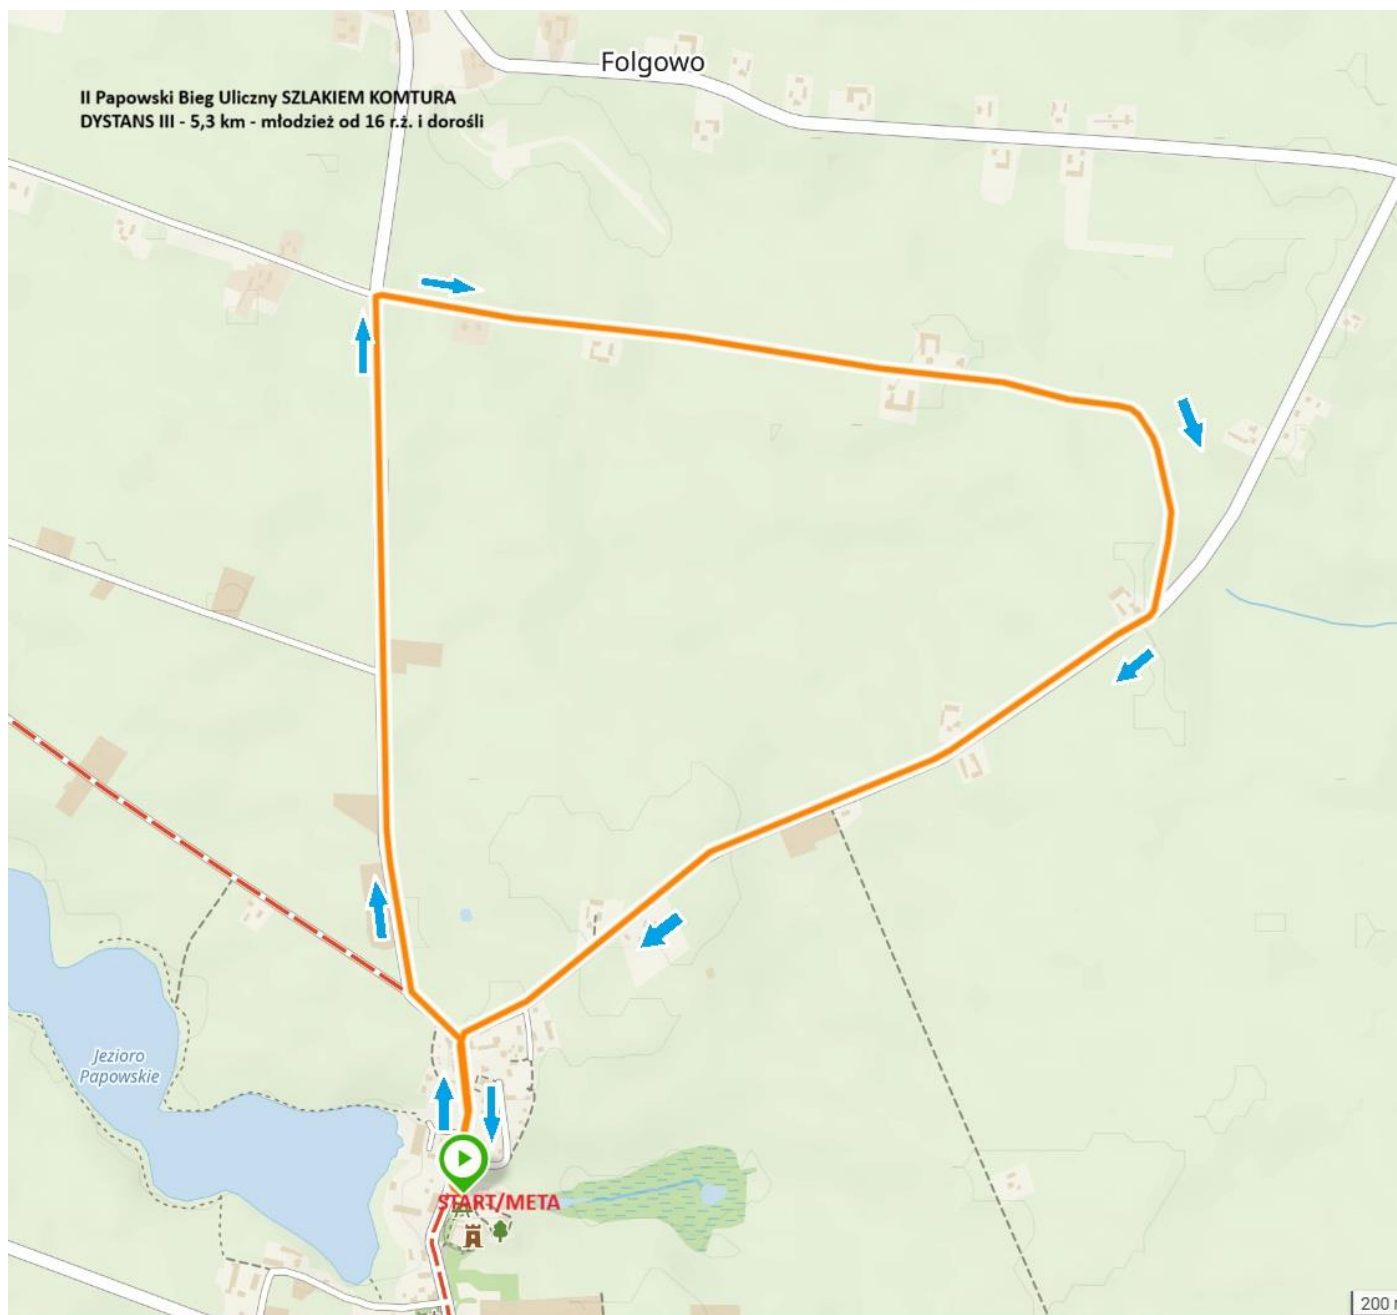 Folgowo
II Papowski Bieg Uliczny SZLAKIEM KOMTURA
DYSTANS III - 5,3 km - młodzież od 16 r.ż. i dorośli
Jezioro
Papowskie
START/META
200